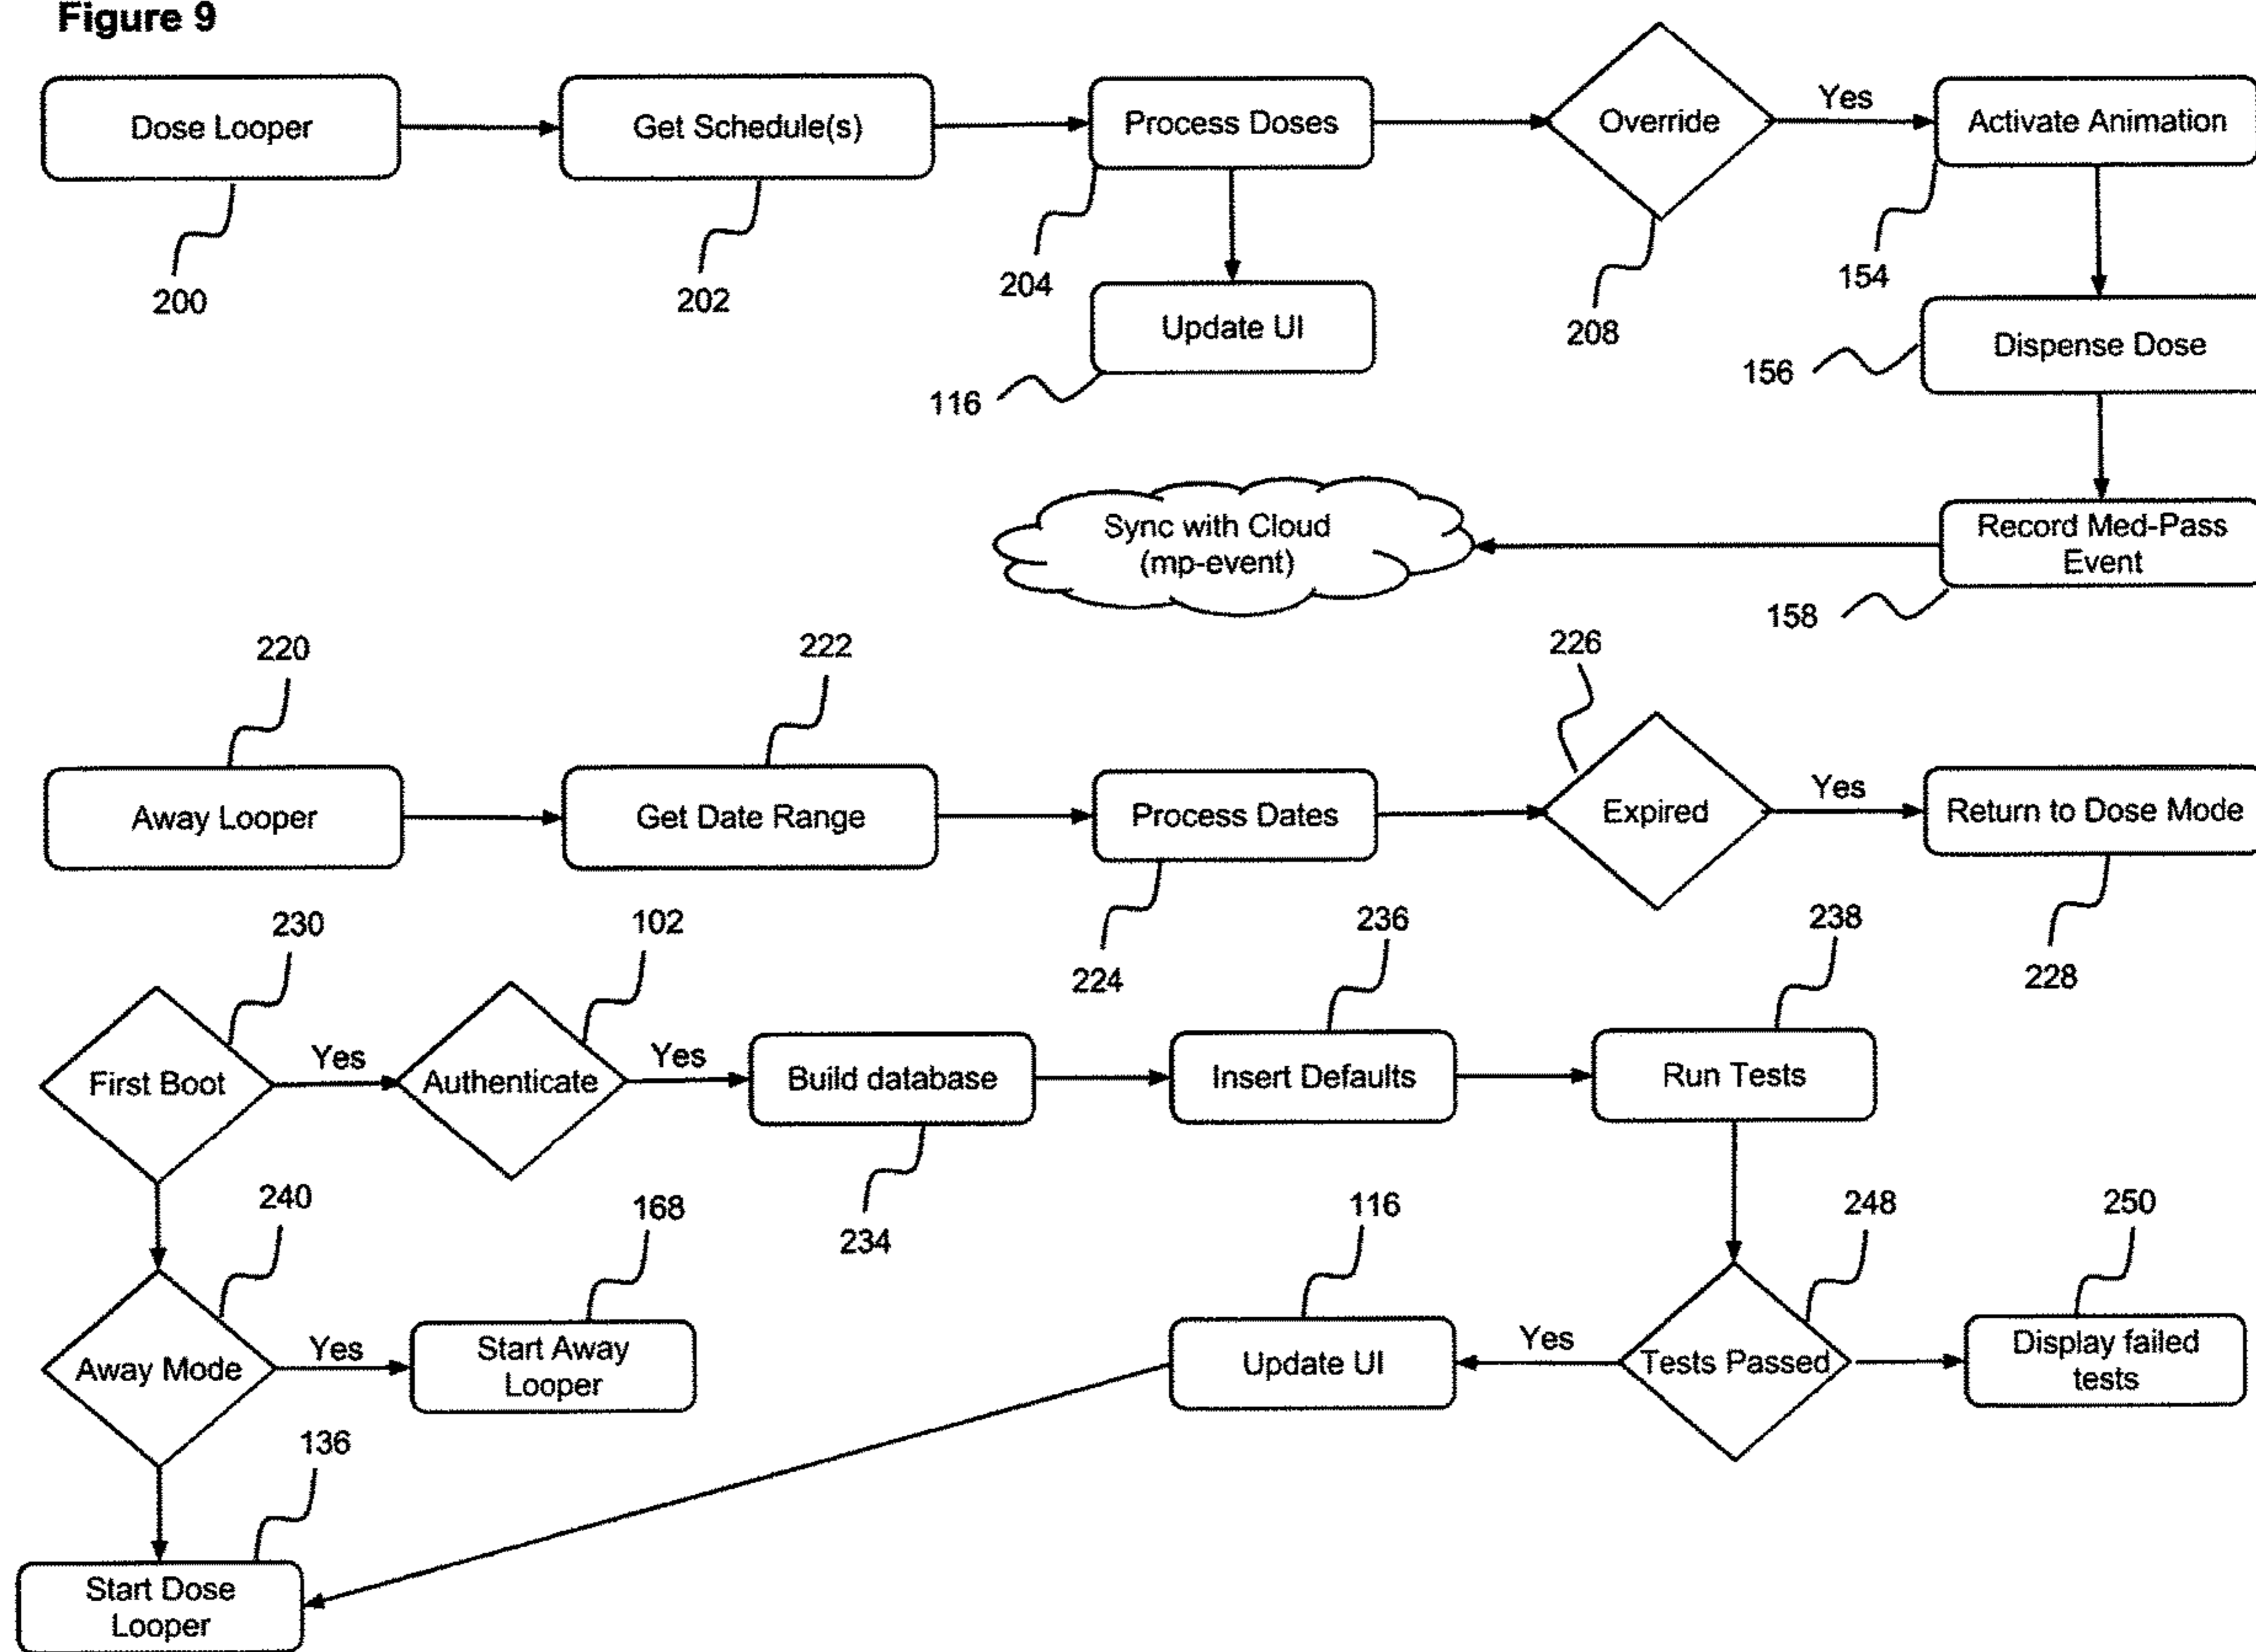 Figure 9
Dose Looper
Get Schedule(s)
Process Doses
Override
Yes
Activate Animation
200
202
204
208
154
Update UI
116
156
Dispense Dose
Sync with Cloud
(mp-event)
Record Med-Pass
Event
158
220
222
226
Away Looper
Get Date Range
Process Dates
Expired
Yes
Return to Dose Mode
224
228
230
102
236
238
First Boot
Yes
Authenticate
Yes
Build database
Insert Defaults
Run Tests
234
240
168
116
248
250
Away Mode
Yes
Start Away
Looper
Update UI
Yes
Tests Passed
Display failed
tests
136
Start Dose
Looper